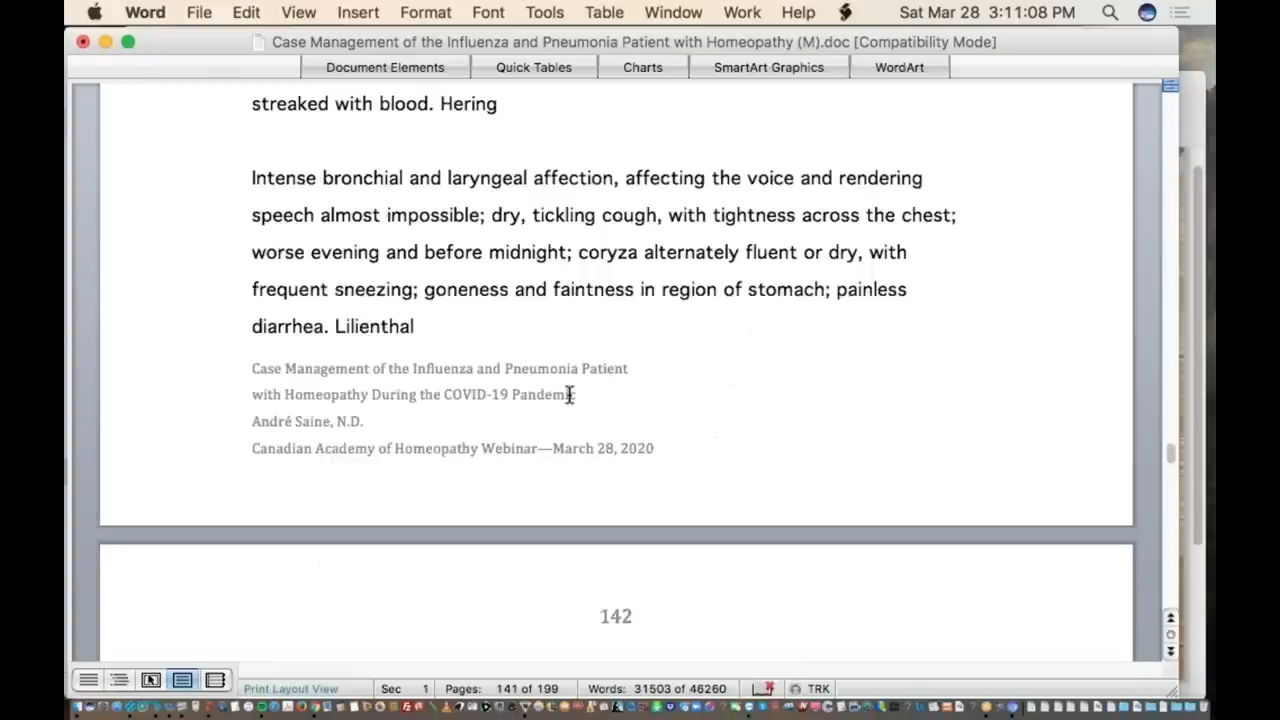 Word File Edit View Insert Format Font Tools Table Window Work Help Sat Mar 28 3:11:08 PM
Case Management of the Influenza and Pneumonia Patient with Homeopathy (M).doc [Compatibility Mode]
Document Elements Quick Tables Charts SmartArt Graphics WordArt
streaked with blood. Hering
Intense bronchial and laryngeal affection, affecting the voice and rendering
speech almost impossible; dry, tickling cough, with tightness across the chest;
worse evening and before midnight; coryza alternately fluent or dry, with
frequent sneezing; goneness and faintness in region of stomach; painless
diarrhea. Lilienthal
Case Management of the Influenza and Pneumonia Patient
with Homeopathy During the COVID-19 Pandemic
André Saine, N.D.
Canadian Academy of Homeopathy Webinar—March 28, 2020
142
Print Layout View Sec 1 Pages: 141 of 199 Words: 31503 of 46260 TRK